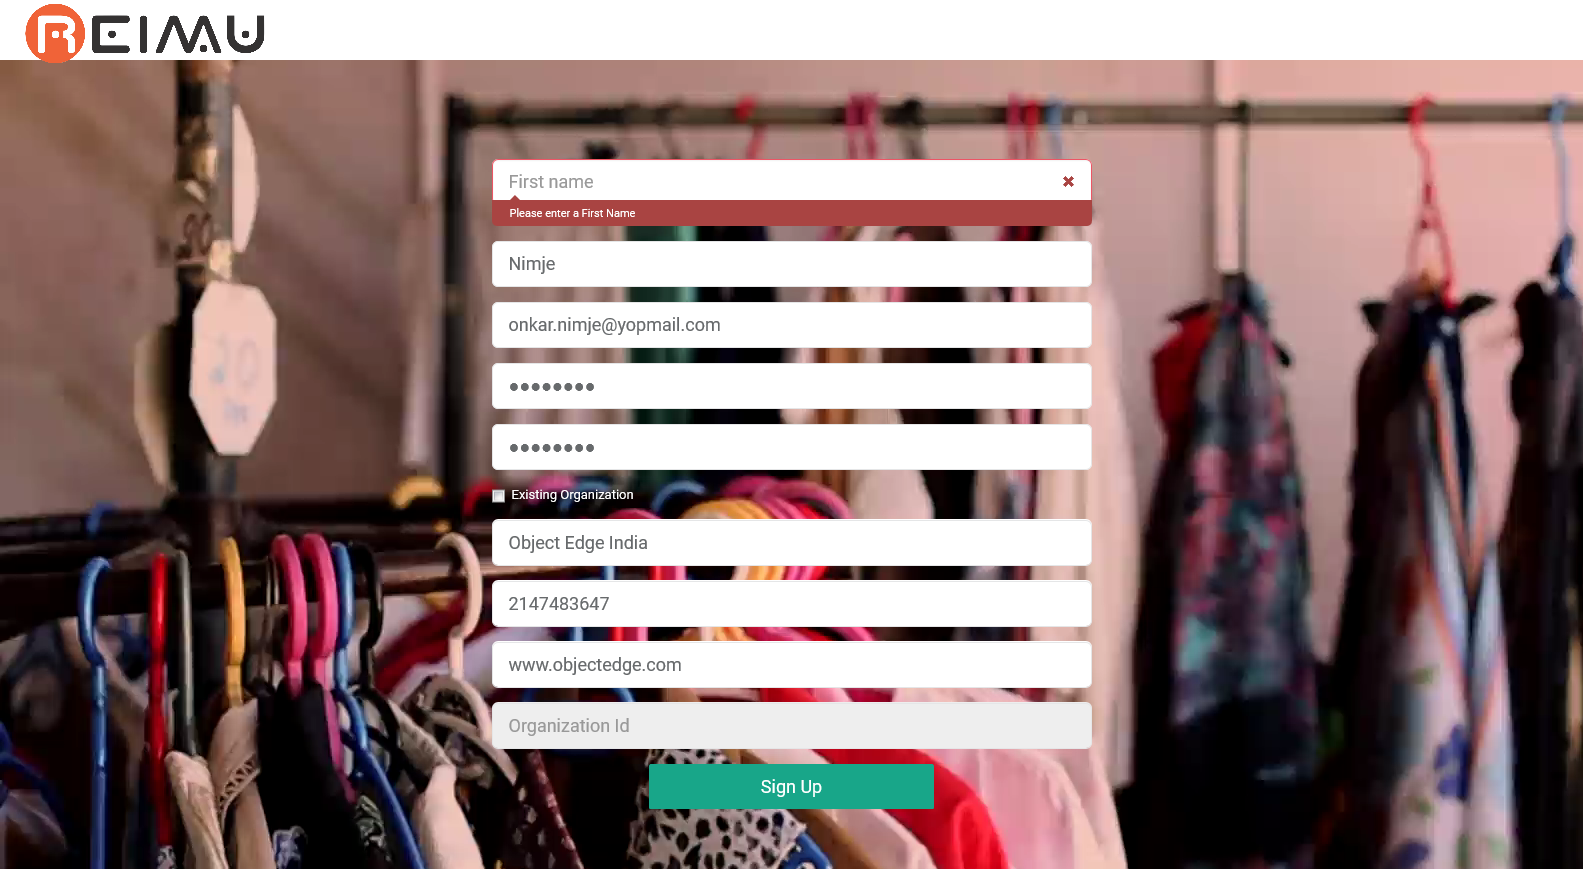 REIMU
First name
Please enter a First Name
Nimje
onkar.nimje@yopmail.com
••••••••
••••••••
Existing Organization
Object Edge India
2147483647
www.objectedge.com
Organization Id
Sign Up